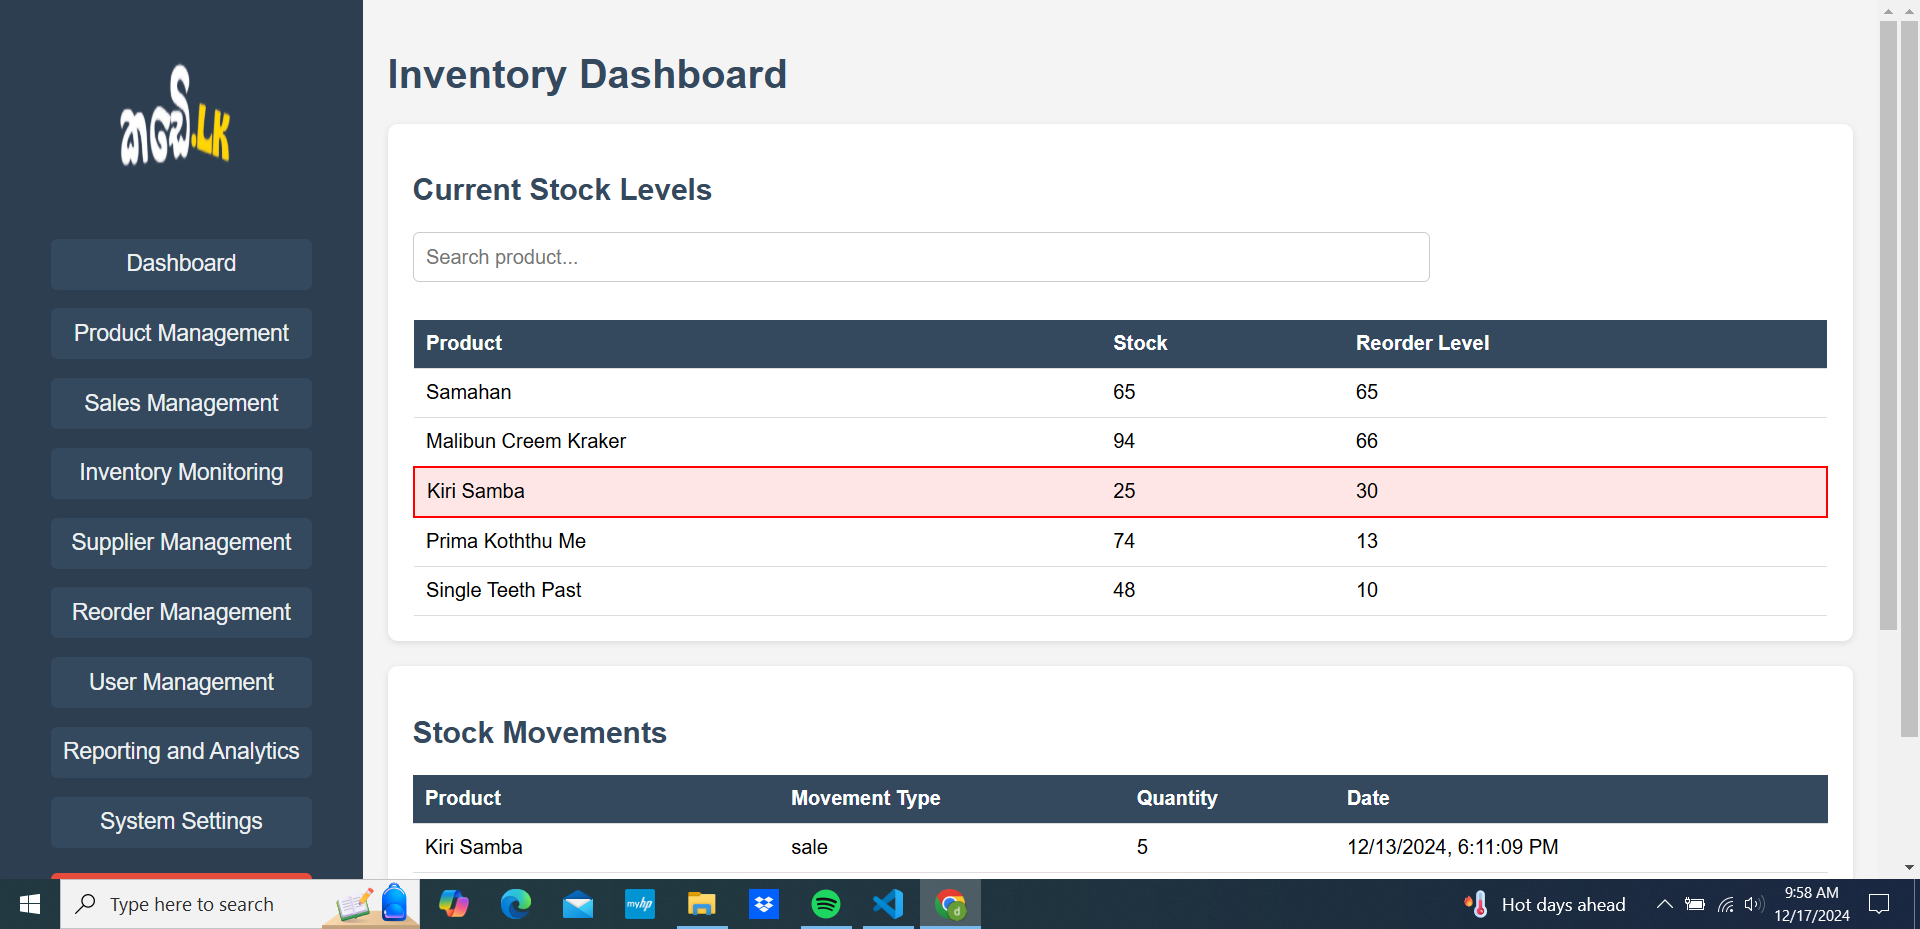 කඩේ.LK
Dashboard
Product Management
Sales Management
Inventory Monitoring
Supplier Management
Reorder Management
User Management
Reporting and Analytics
System Settings
Inventory Dashboard
Current Stock Levels
Search product...
Product Stock Reorder Level
Samahan 65 65
Malibun Creem Kraker 94 66
Kiri Samba 25 30
Prima Koththu Me 74 13
Single Teeth Past 48 10
Stock Movements
Product Movement Type Quantity Date
Kiri Samba sale 5 12/13/2024, 6:11:09 PM
Type here to search
myhp
d
Hot days ahead
9:58 AM
12/17/2024